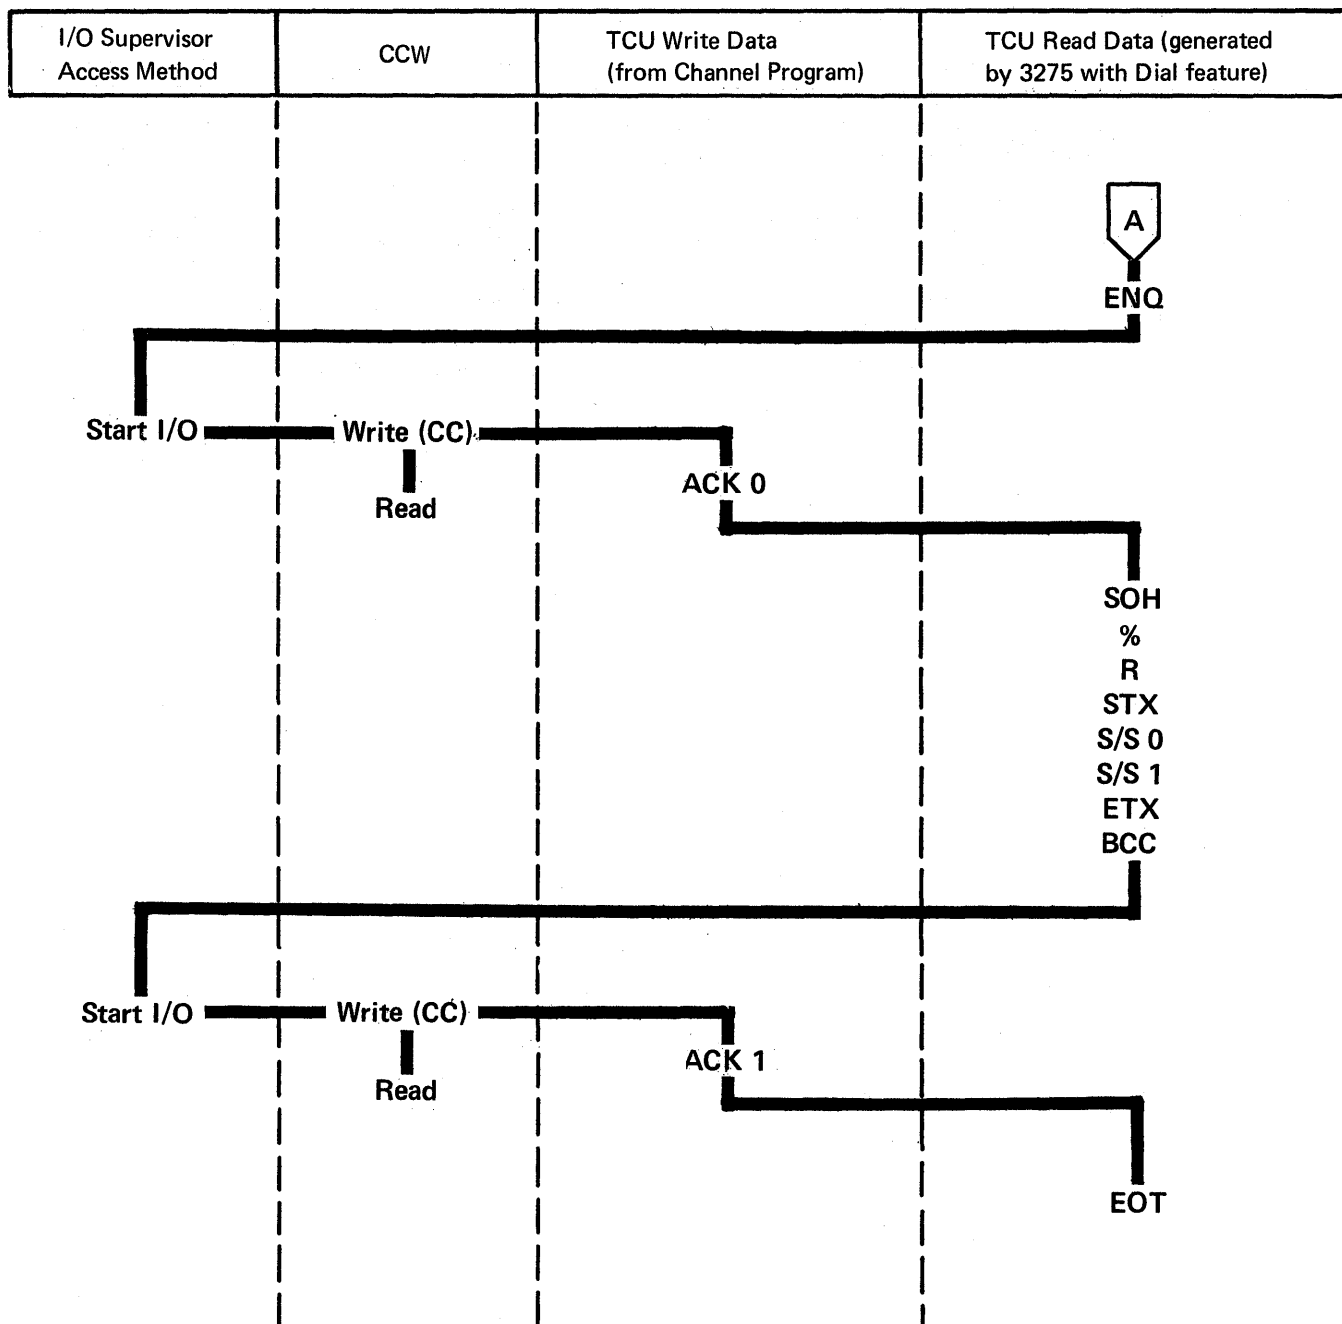 I/O Supervisor
Access Method
CCW
TCU Write Data
(from Channel Program)
TCU Read Data (generated
by 3275 with Dial feature)
A
ENQ
Start I/O
Write (CC)
ACK 0
Read
SOH
%
R
STX
S/S 0
S/S 1
ETX
BCC
Start I/O
Write (CC)
ACK 1
Read
EOT